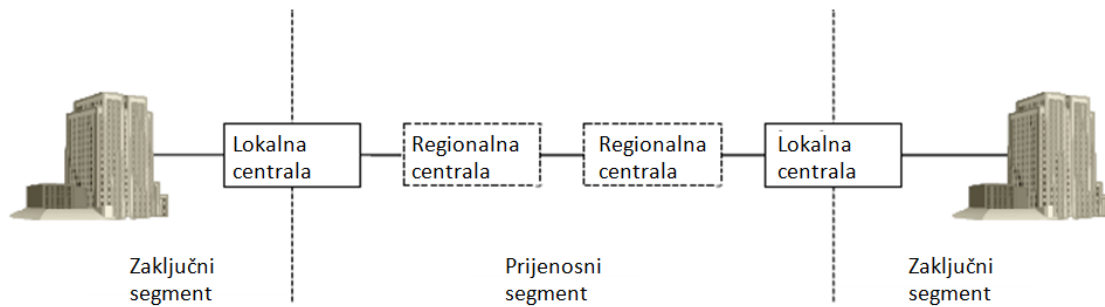 Lokalna
centrala
Regionalna
centrala
Regionalna
centrala
Lokalna
centrala
Zaključni
segment
Prijenosni
segment
Zaključni
segment